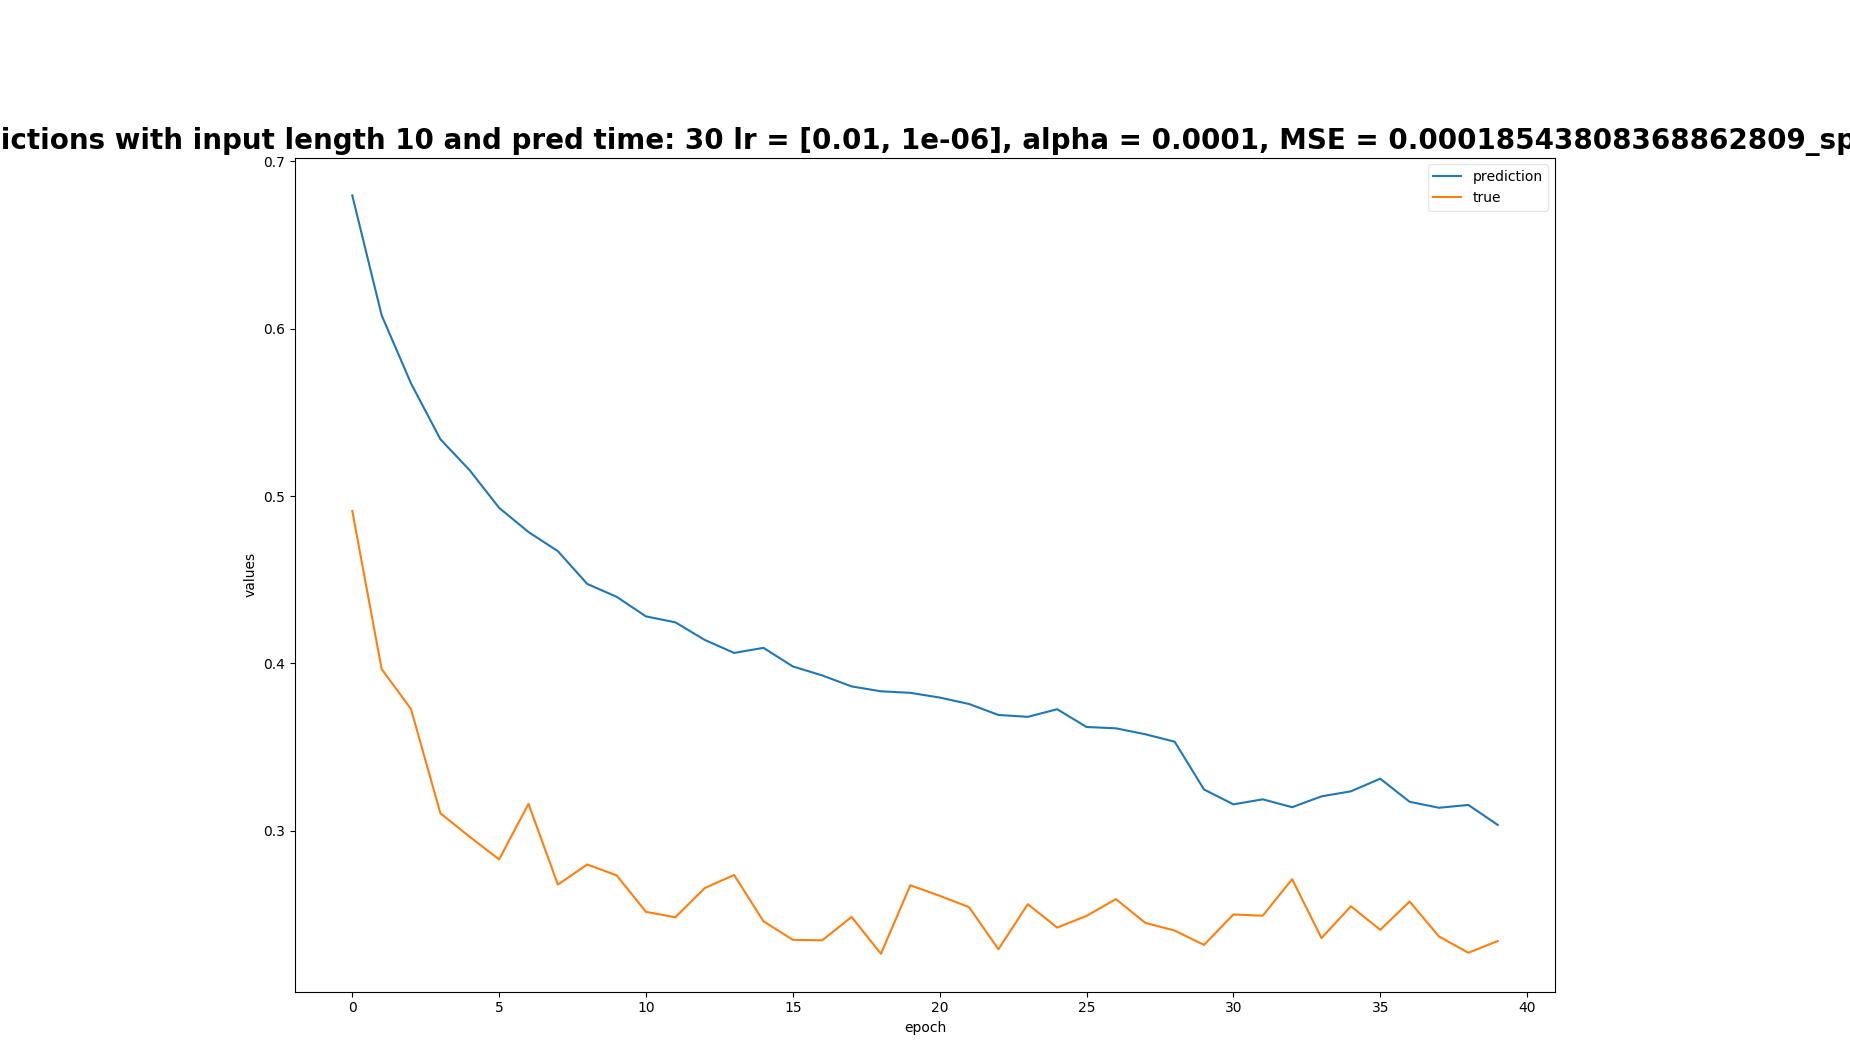 ictions with input length 10 and pred time: 30 lr = [0.01, 1e-06], alpha = 0.0001, MSE = 0.00018543808368862809_sp
prediction
true
0.7
0.6
0.5
0.4
0.3
values
0 5 10 15 20 25 30 35 40
epoch